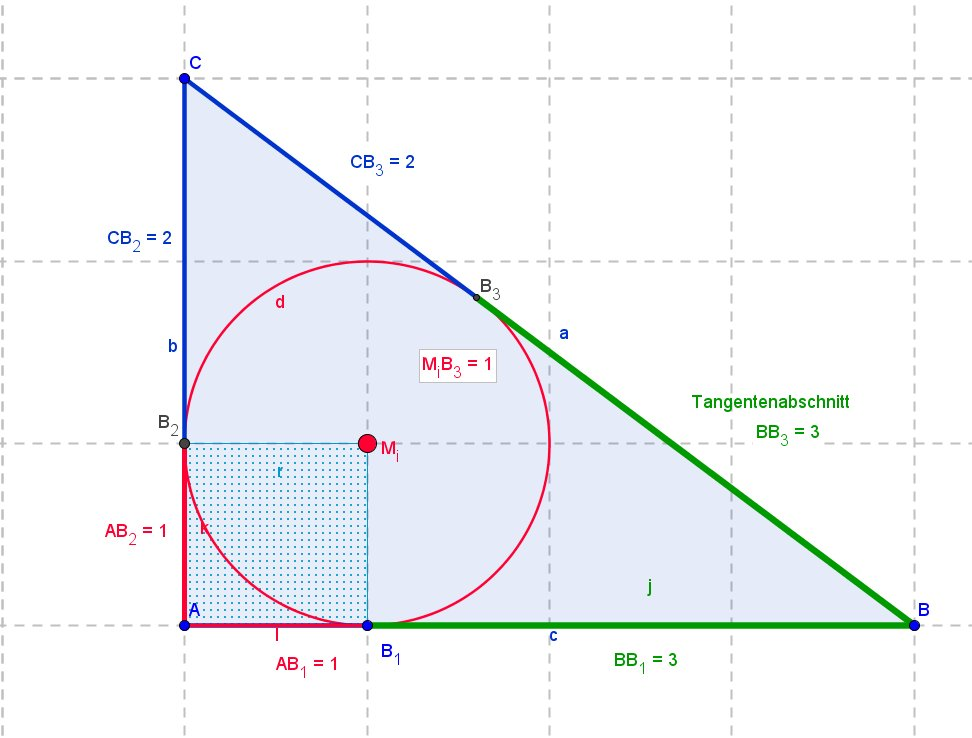 C
CB₃ = 2
CB₂ = 2
B₃
d
a
b
MᵢB₃ = 1
Tangentenabschnitt
BB₃ = 3
B₂
Mᵢ
r
AB₂ = 1
k
j
A
B
l
c
B₁
AB₁ = 1
BB₁ = 3